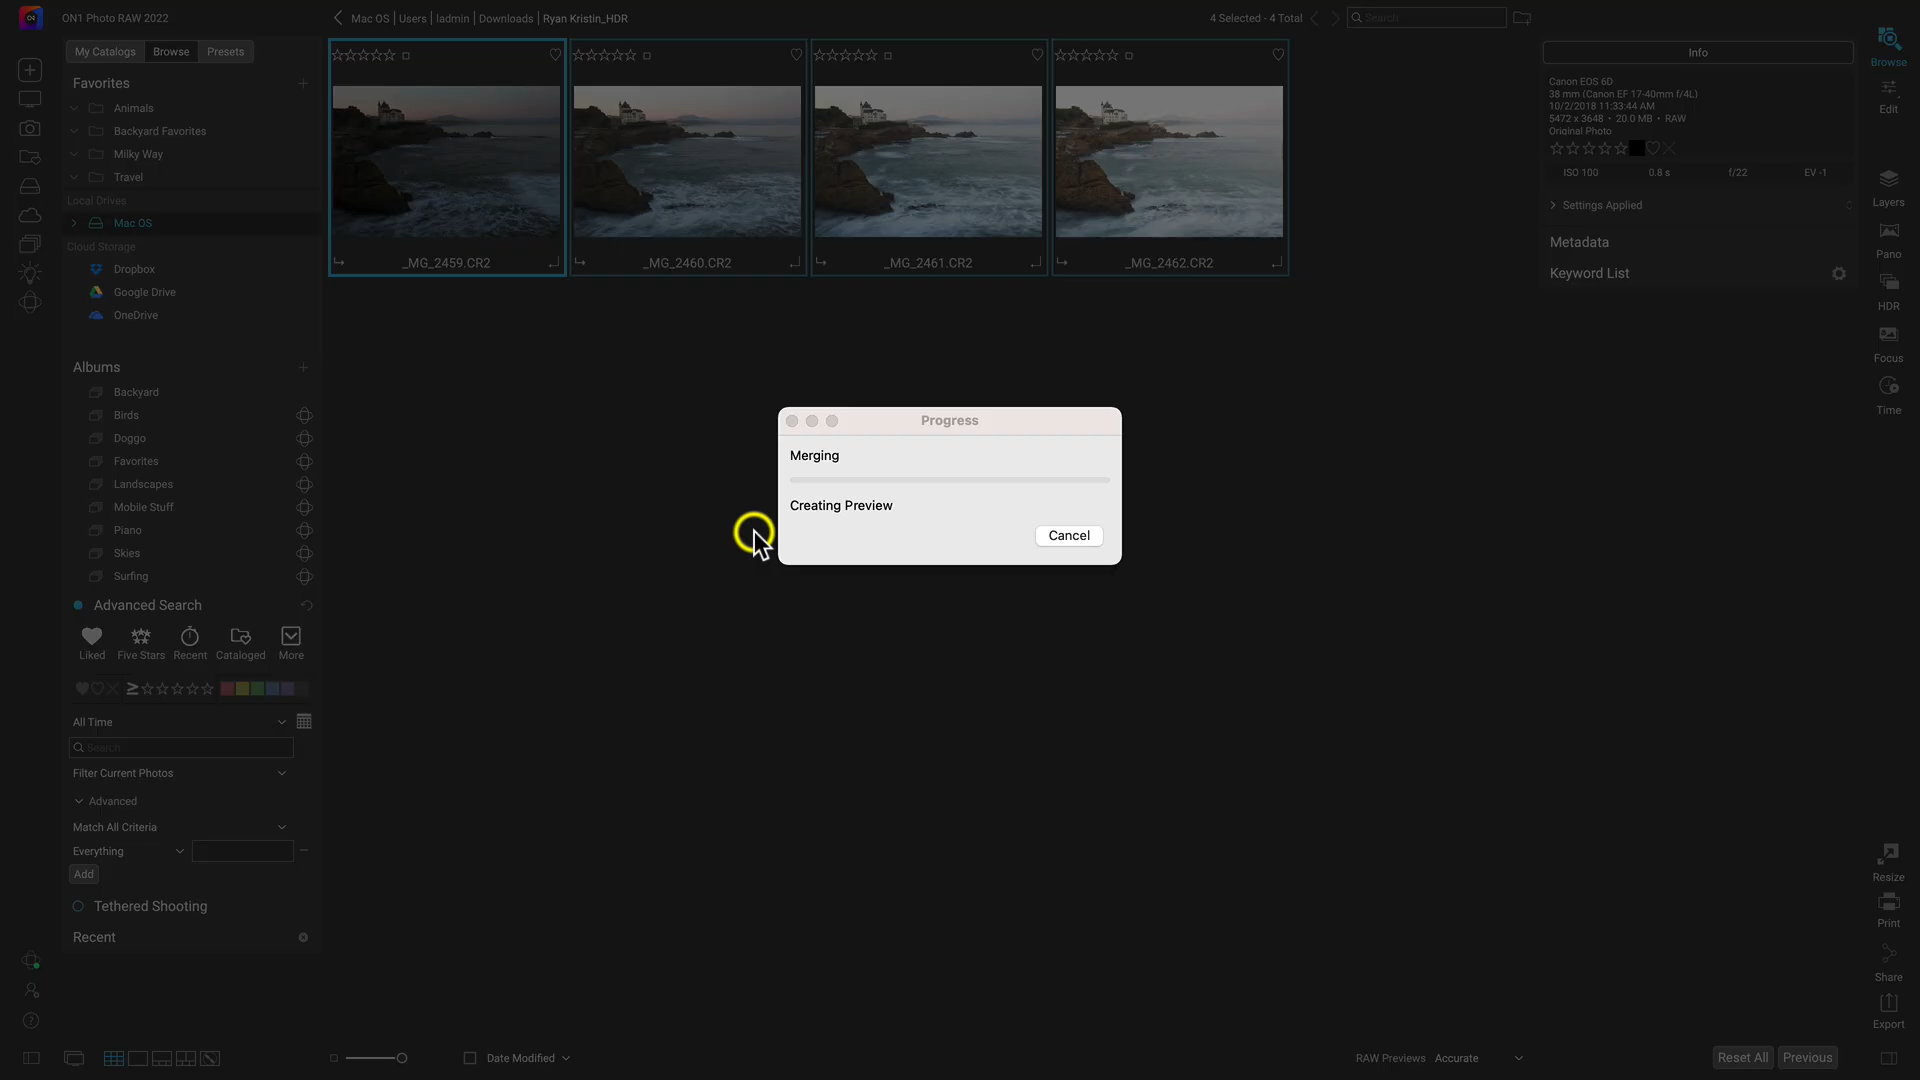 ON1 Photo RAW 2022
Mac OS | Users | ladmin | Downloads | Ryan Kristin_HDR
4 Selected - 4 Total
Search
My Catalogs Browse Presets
Favorites
Animals
Backyard Favorites
Milky Way
Travel
Local Drives
Mac OS
Cloud Storage
Dropbox
Google Drive
OneDrive
Albums
Backyard
Birds
Doggo
Favorites
Landscapes
Mobile Stuff
Piano
Skies
Surfing
Advanced Search
Liked Five Stars Recent Cataloged More
All Time
Search
Filter Current Photos
Advanced
Match All Criteria
Everything
Add
Tethered Shooting
Recent
_MG_2459.CR2
_MG_2460.CR2
_MG_2461.CR2
_MG_2462.CR2
Progress
Merging
Creating Preview
Cancel
Date Modified
RAW Previews Accurate
Info
Canon EOS 6D
38 mm (Canon EF 17-40mm f/4L)
10/2/2018 11:33:44 AM
5472 x 3648 • 20.0 MB • RAW
Original Photo
ISO 100 0.8 s f/22 EV -1
Settings Applied
Metadata
Keyword List
Reset All Previous
Browse
Edit
Layers
Pano
HDR
Focus
Time
Resize
Print
Share
Export